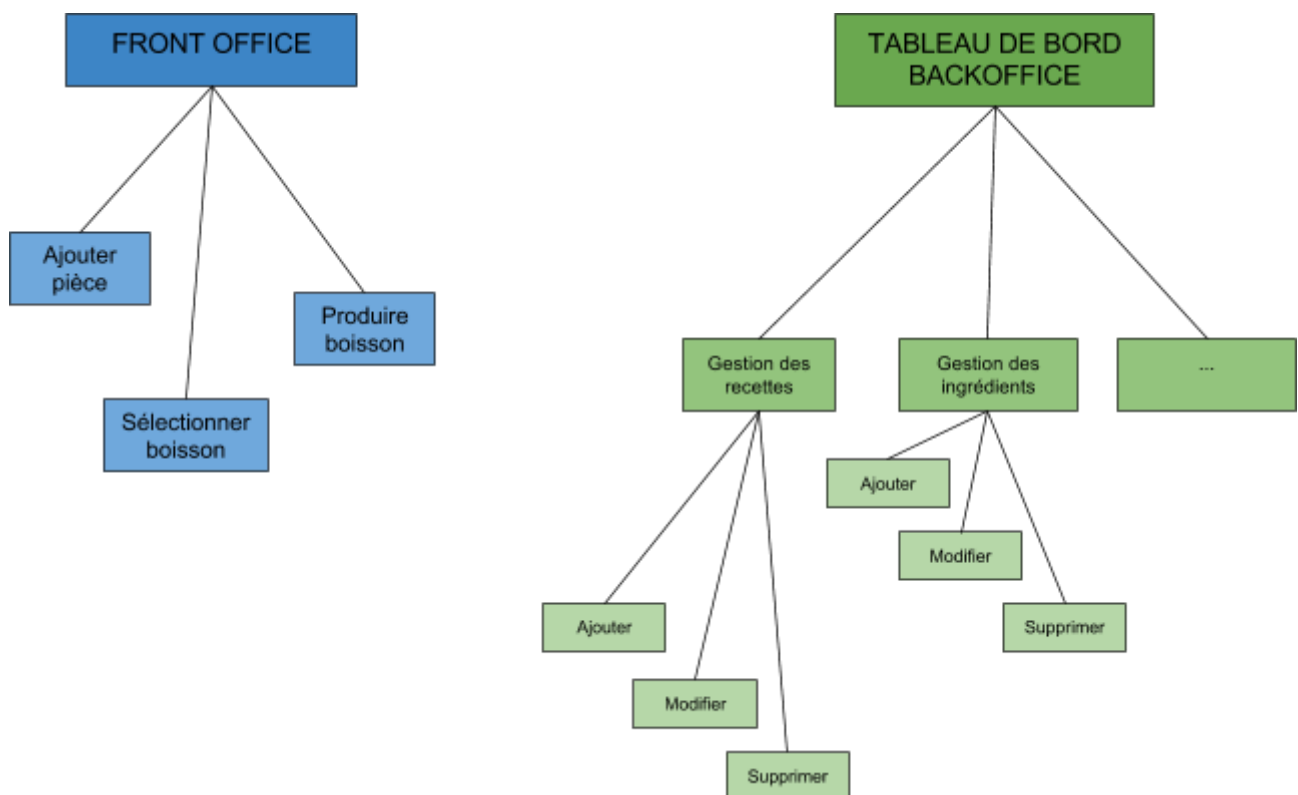 FRONT OFFICE
Ajouter
pièce
Sélectionner
boisson
Produire
boisson
TABLEAU DE BORD
BACKOFFICE
Gestion des
recettes
Ajouter
Modifier
Supprimer
Gestion des
ingrédients
Ajouter
Modifier
Supprimer
...